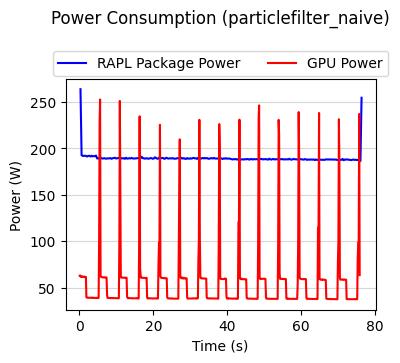 Power Consumption (particlefilter_naive)
RAPL Package Power GPU Power
250
200
150
100
50
Power (W)
0 20 40 60 80
Time (s)